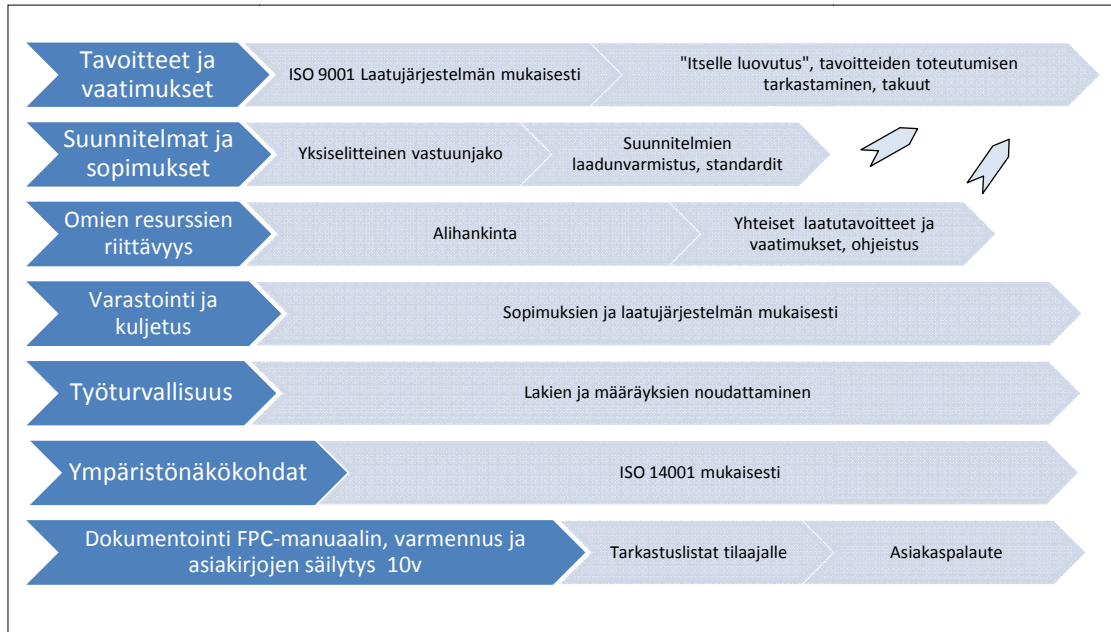 Tavoitteet ja
vaatimukset
ISO 9001 Laatujärjestelmän mukaisesti
"Itselle luovutus", tavoitteiden toteutumisen
tarkastaminen, takuut
Suunnitelmat ja
sopimukset
Yksiselitteinen vastuunjako
Suunnitelmien
laadunvarmistus, standardit
Omien resurssien
riittävyys
Alihankinta
Yhteiset laatutavoitteet ja
vaatimukset, ohjeistus
Varastointi ja
kuljetus
Sopimuksien ja laatujärjestelmän mukaisesti
Työturvallisuus
Lakien ja määräyksien noudattaminen
Ympäristönäkökohdat
ISO 14001 mukaisesti
Dokumentointi FPC-manuaalin, varmennus ja
asiakirjojen säilytys 10v
Tarkastuslistat tilaajalle
Asiakaspalaute